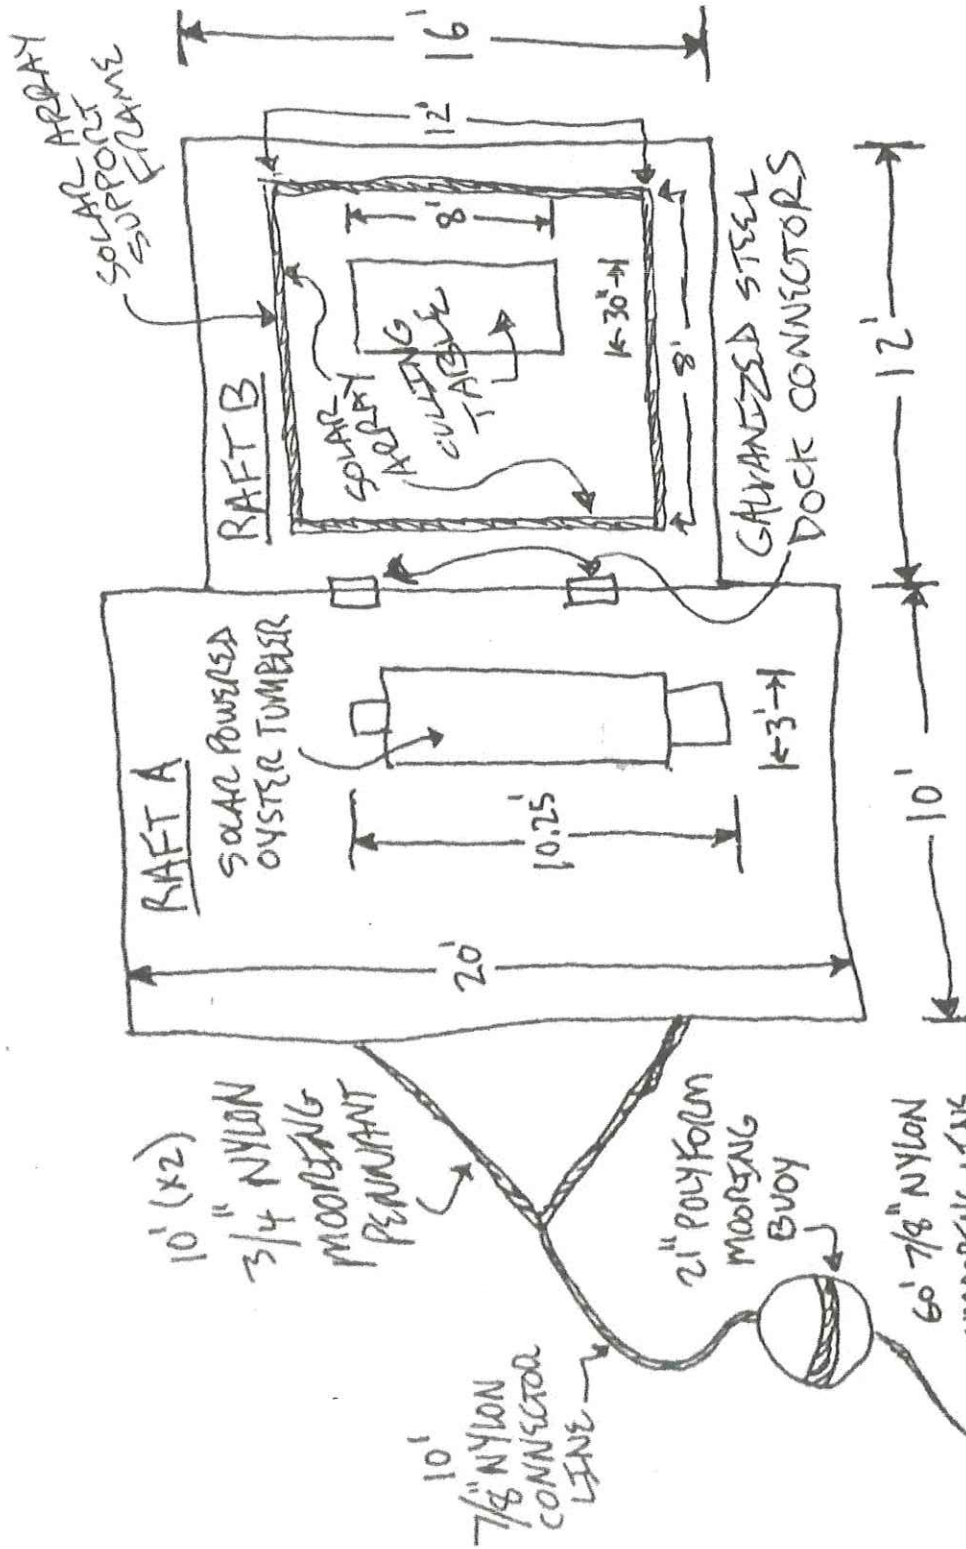 SOLAR ARRAY
SUPPORT
FRAME
16'
12'
RAFT B
8'
SOLAR
ARRAY
CULLING
TABLE
30"
8'
GALVANIZED STEEL
DOCK CONNECTORS
12'
RAFT A
SOLAR POWERED
OYSTER TUMBLER
3'
10.25'
20'
10'
10' (X2)
3/4" NYLON
MOORING
PENNANT
21" POLYFORM
MOORING
BUOY
10'
7/8" NYLON
CONNECTOR
LINE
60' 7/8" NYLON